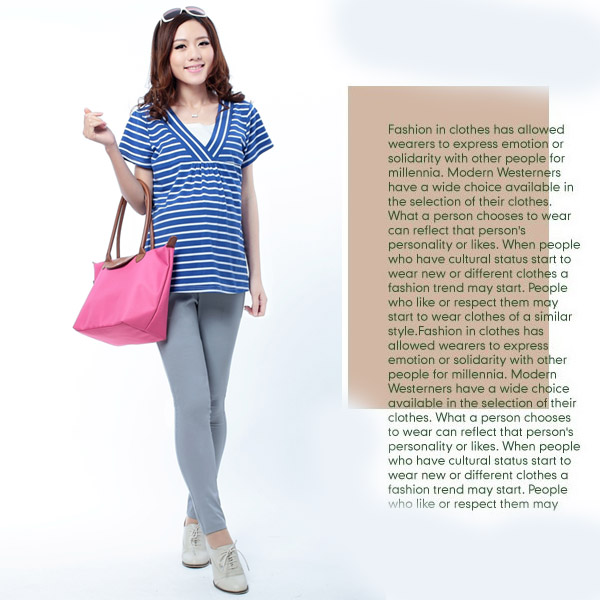 Fashion in clothes has allowed
wearers to express emotion or
solidarity with other people for
millennia. Modern Westerners
have a wide choice available in
the selection of their clothes.
What a person chooses to wear
can reflect that person's
personality or likes. When people
who have cultural status start to
wear new or different clothes a
fashion trend may start. People
who like or respect them may
start to wear clothes of a similar
style.Fashion in clothes has
allowed wearers to express
emotion or solidarity with other
people for millennia. Modern
Westerners have a wide choice
available in the selection of their
clothes. What a person chooses
to wear can reflect that person's
personality or likes. When people
who have cultural status start to
wear new or different clothes a
fashion trend may start. People
who like or respect them may